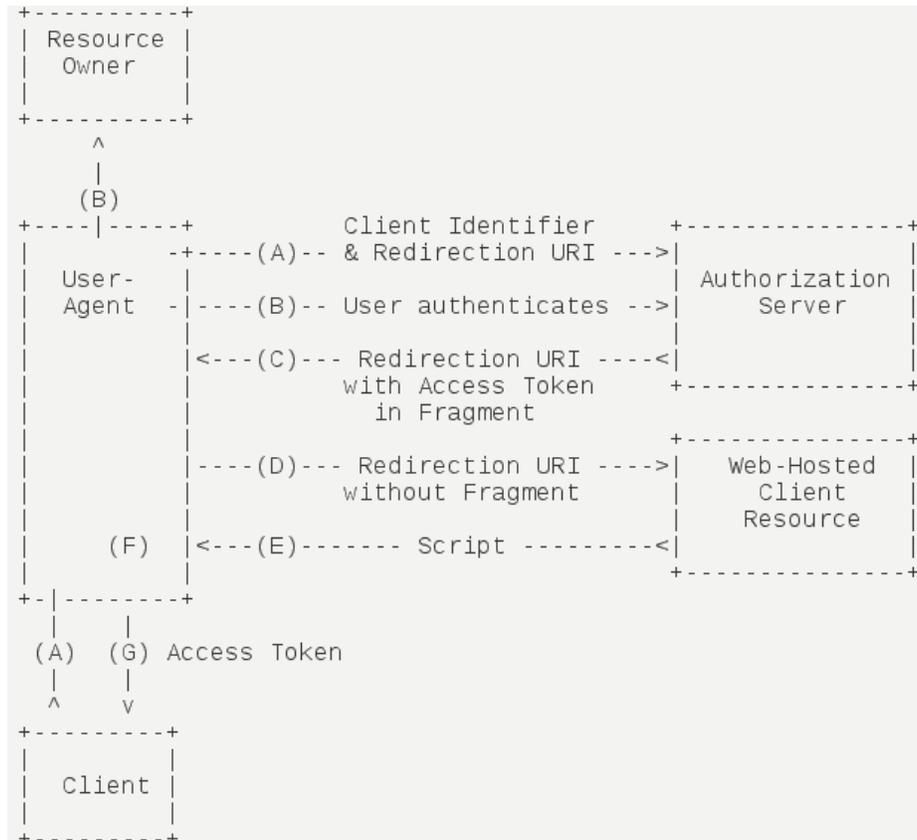 +----------+
| Resource |
|  Owner   |
|          |
+----------+
     ^
     |
    (B)
+----|-----+          Client Identifier     +---------------+
|         -+----(A)-- & Redirection URI --->|               |
|  User-   |                                | Authorization |
|  Agent  -|----(B)-- User authenticates -->|     Server    |
|          |                                |               |
|          |<---(C)--- Redirection URI ----<|               |
|          |          with Access Token     +---------------+
|          |            in Fragment
|          |                                +---------------+
|          |----(D)--- Redirection URI ---->|   Web-Hosted  |
|          |          without Fragment      |     Client    |
|          |                                |    Resource   |
|     (F)  |<---(E)------- Script ---------<|               |
|          |                                +---------------+
+-|--------+
  |    |
 (A)  (G) Access Token
  |    |
  ^    v
+---------+
|         |
|  Client |
|         |
+---------+